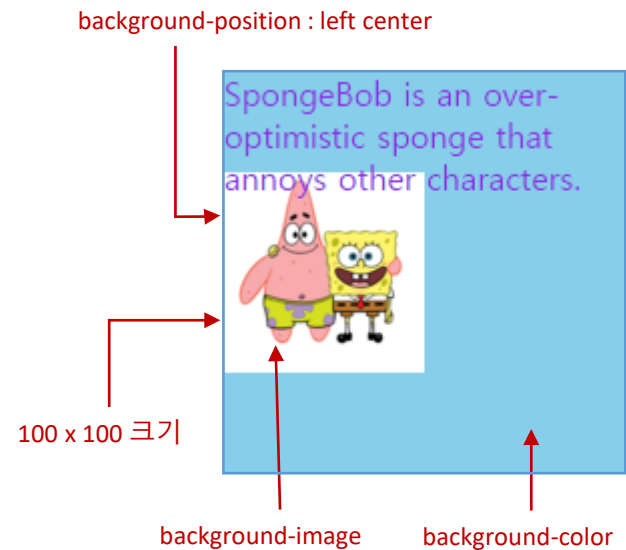 background-position : left center
SpongeBob is an over-
optimistic sponge that
annoys other characters.
100 x 100 크기
background-image
background-color